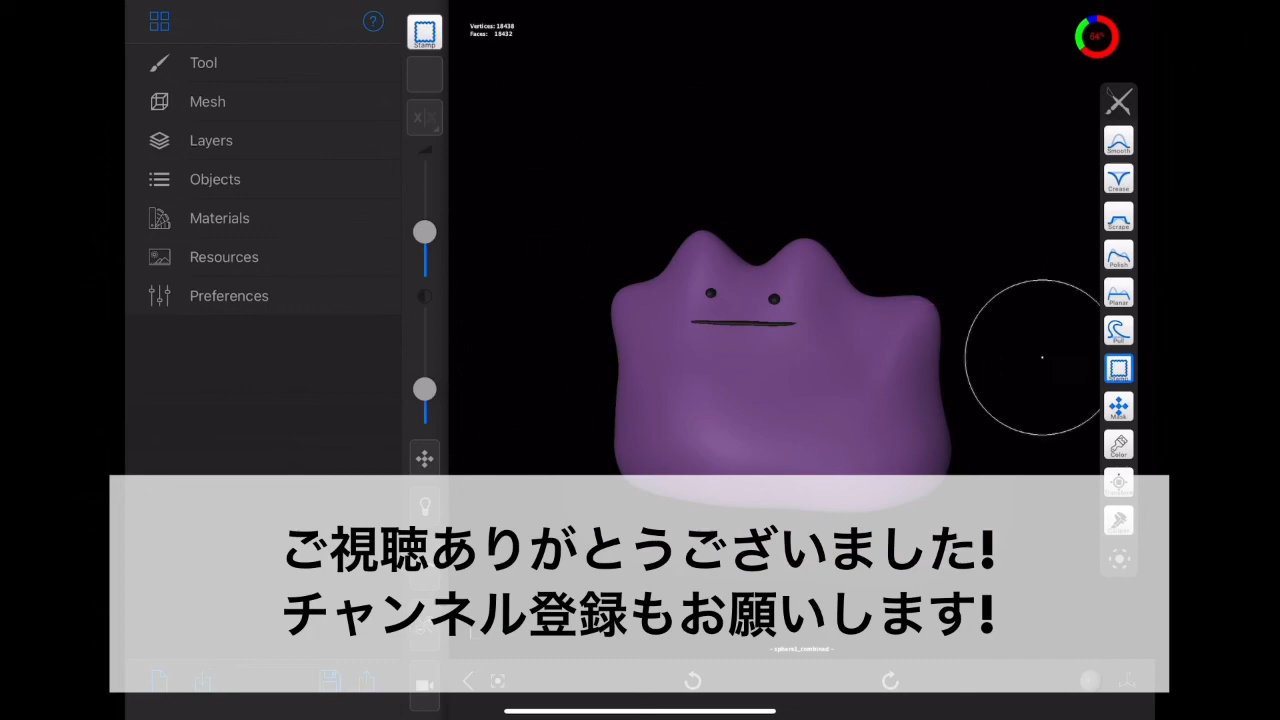 ?
Stamp
Vertices: 18438
Faces: 18432
64%
Tool
Mesh
Layers
Objects
Materials
Resources
Preferences
Smooth
Crease
Scrape
Polish
Planar
Pull
Mask
Color
ご視聴ありがとうございました!
チャンネル登録もお願いします!
- sphere1_combined -